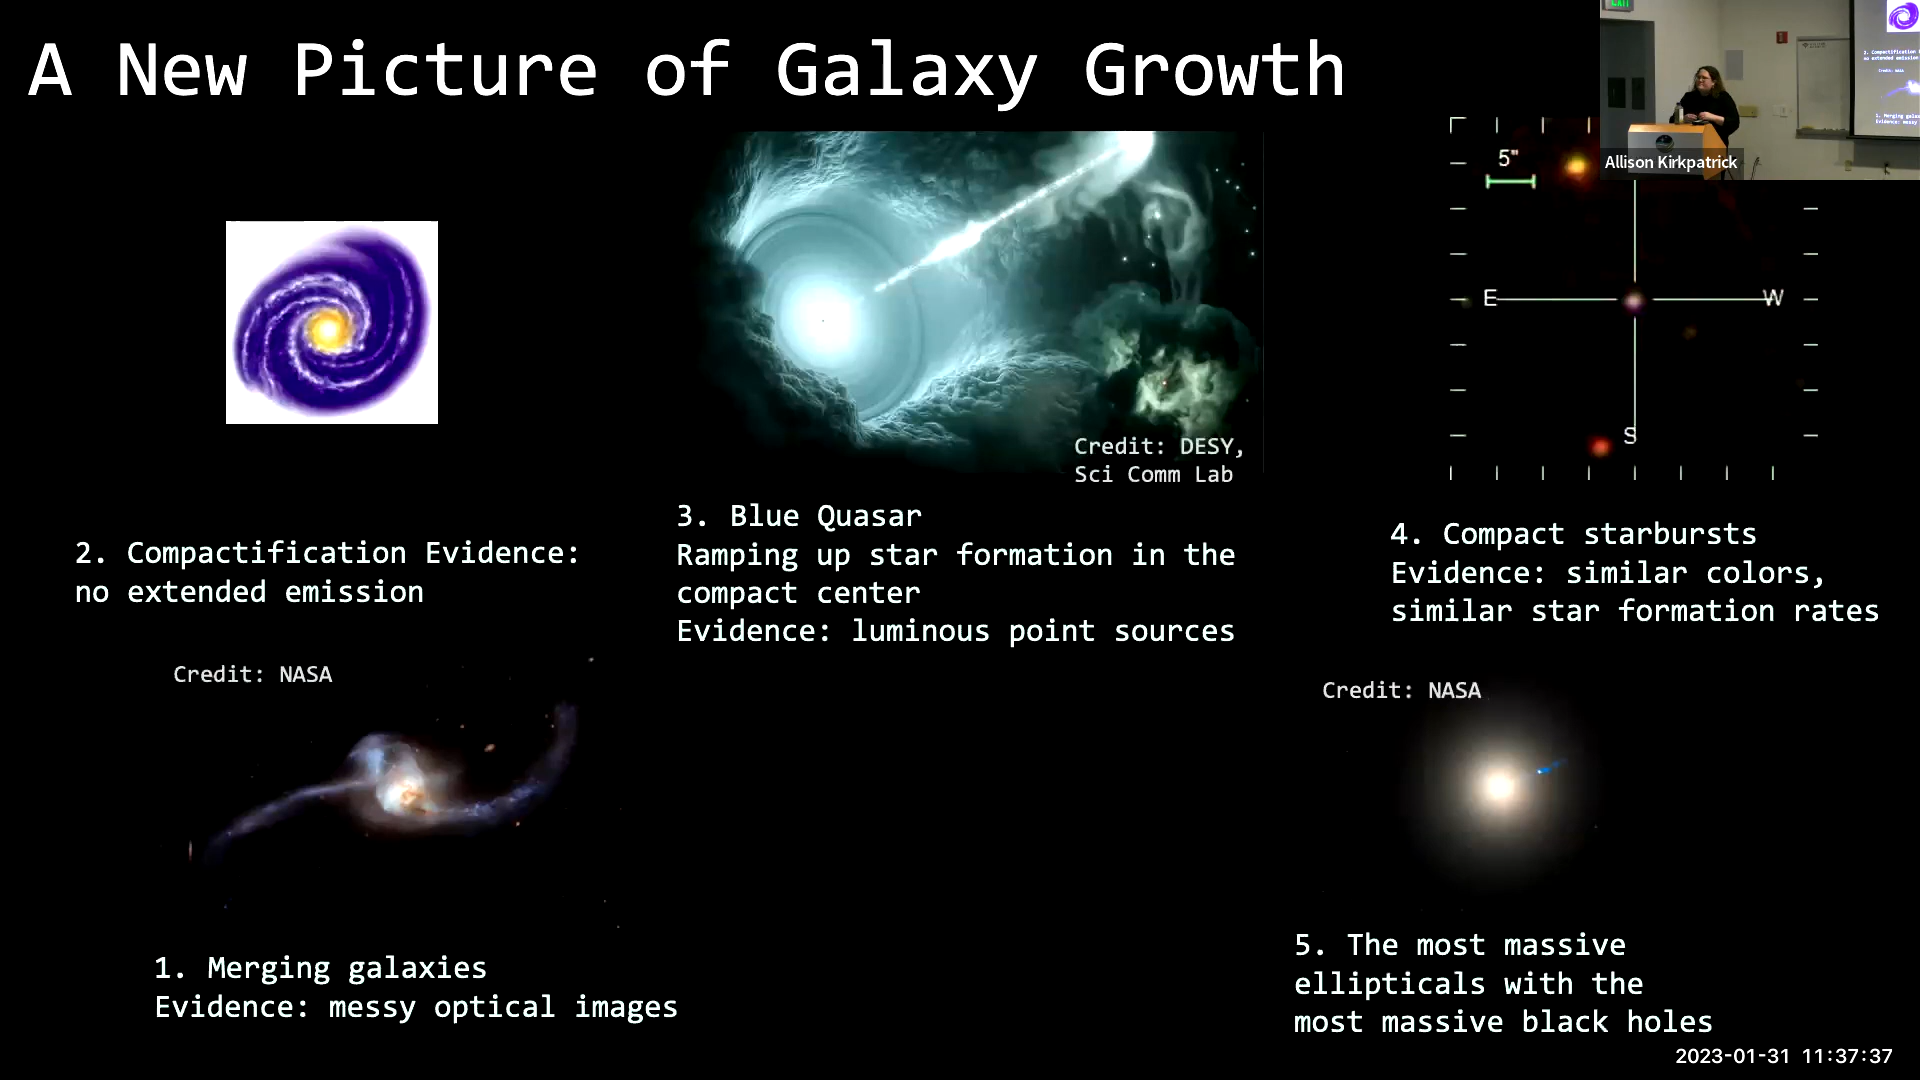 A New Picture of Galaxy Growth
EXIT
Allison Kirkpatrick
5"
E
W
S
Credit: DESY,
Sci Comm Lab
2. Compactification Evidence:
no extended emission
3. Blue Quasar
Ramping up star formation in the
compact center
Evidence: luminous point sources
4. Compact starbursts
Evidence: similar colors,
similar star formation rates
Credit: NASA
1. Merging galaxies
Evidence: messy optical images
Credit: NASA
5. The most massive
ellipticals with the
most massive black holes
2023-01-31 11:37:37